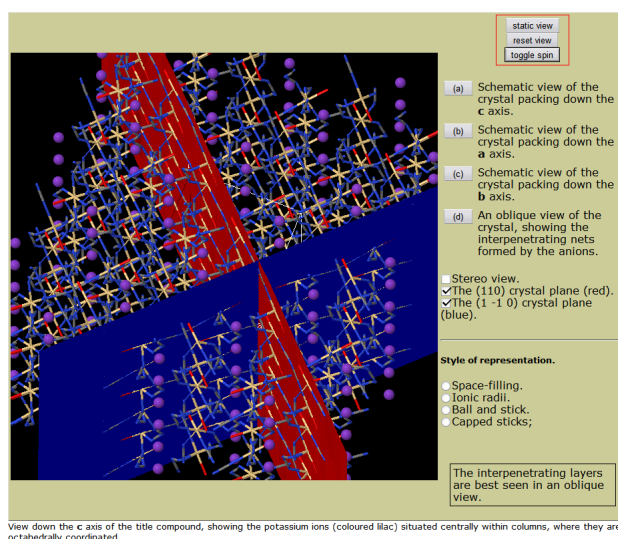 static view
reset view
toggle spin
(a) Schematic view of the
crystal packing down the
c axis.
(b) Schematic view of the
crystal packing down the
a axis.
(c) Schematic view of the
crystal packing down the
b axis.
(d) An oblique view of the
crystal, showing the
interpenetrating nets
formed by the anions.
Stereo view.
The (110) crystal plane (red).
The (1 -1 0) crystal plane
(blue).
Style of representation.
Space-filling.
Ionic radii.
Ball and stick.
Capped sticks;
The interpenetrating layers
are best seen in an oblique
view.
View down the c axis of the title compound, showing the potassium ions (coloured lilac) situated centrally within columns, where they are
octahedrally coordinated